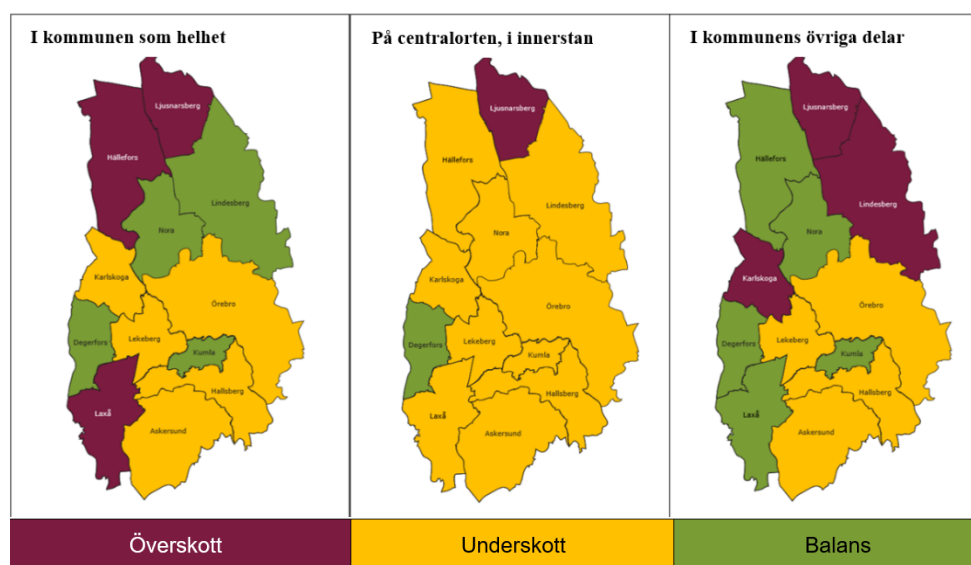 I kommunen som helhet
Ljusnarsberg
Hällefors
Lindesberg
Nora
Karlskoga
Örebro
Degerfors
Lekeberg
Kumla
Hallsberg
Laxå
Askersund
På centralorten, i innerstan
Ljusnarsberg
Hällefors
Lindesberg
Nora
Karlskoga
Örebro
Degerfors
Lekeberg
Kumla
Hallsberg
Laxå
Askersund
I kommunens övriga delar
Ljusnarsberg
Hällefors
Lindesberg
Nora
Karlskoga
Örebro
Degerfors
Lekeberg
Kumla
Hallsberg
Laxå
Askersund
Överskott
Underskott
Balans